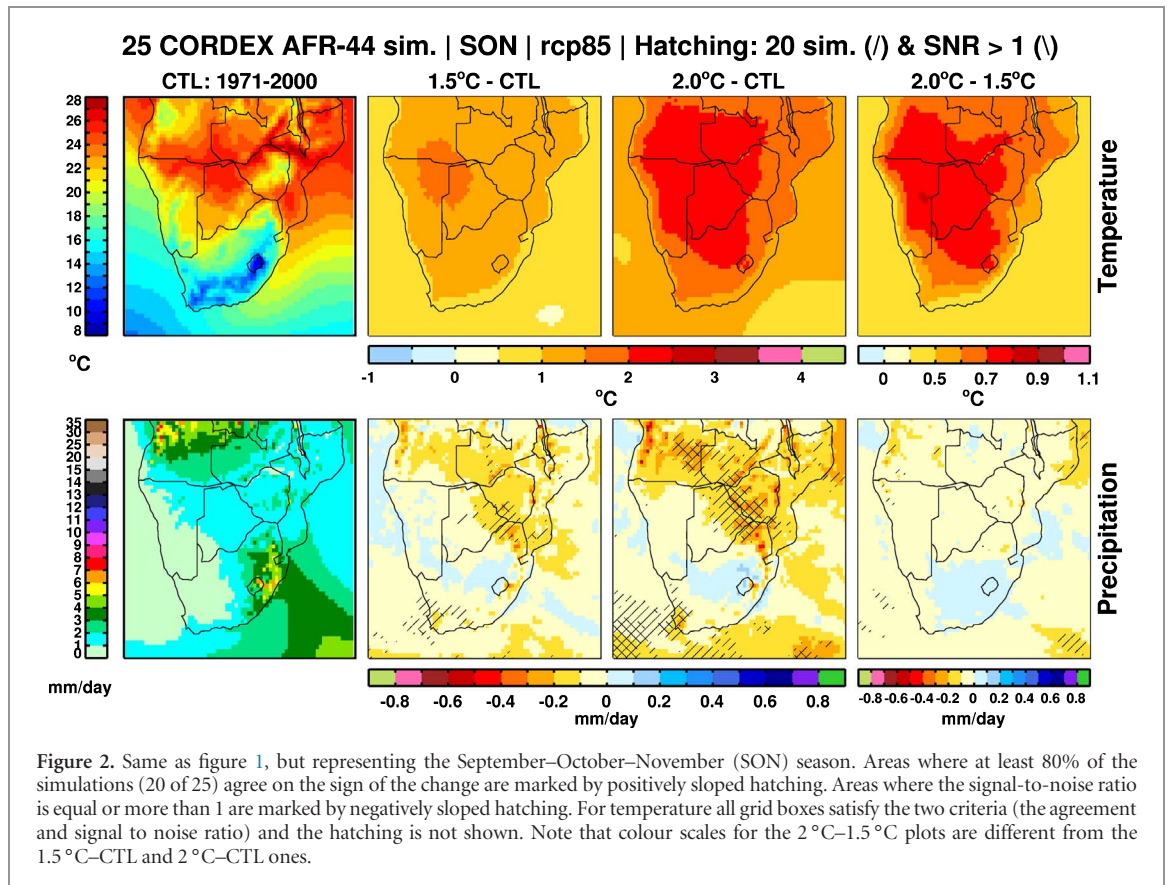 25 CORDEX AFR-44 sim. | SON | rcp85 | Hatching: 20 sim. (/) & SNR > 1 (\)
CTL: 1971-2000
1.5ºC - CTL
2.0ºC - CTL
2.0ºC - 1.5ºC
28
26
24
22
20
18
16
14
12
10
8
ºC
Temperature
-1 0 1 2 3 4
ºC
0 0.5 0.7 0.9 1.1
ºC
35
30
25
20
15
14
13
12
11
10
9
8
7
6
5
4
3
2
1
0
mm/day
Precipitation
-0.8 -0.6 -0.4 -0.2 0 0.2 0.4 0.6 0.8
mm/day
-0.8 -0.6 -0.4 -0.2 0 0.2 0.4 0.6 0.8
mm/day
Figure 2. Same as figure 1, but representing the September–October–November (SON) season. Areas where at least 80% of the
simulations (20 of 25) agree on the sign of the change are marked by positively sloped hatching. Areas where the signal-to-noise ratio
is equal or more than 1 are marked by negatively sloped hatching. For temperature all grid boxes satisfy the two criteria (the agreement
and signal to noise ratio) and the hatching is not shown. Note that colour scales for the 2 °C–1.5 °C plots are different from the
1.5 °C–CTL and 2 °C–CTL ones.